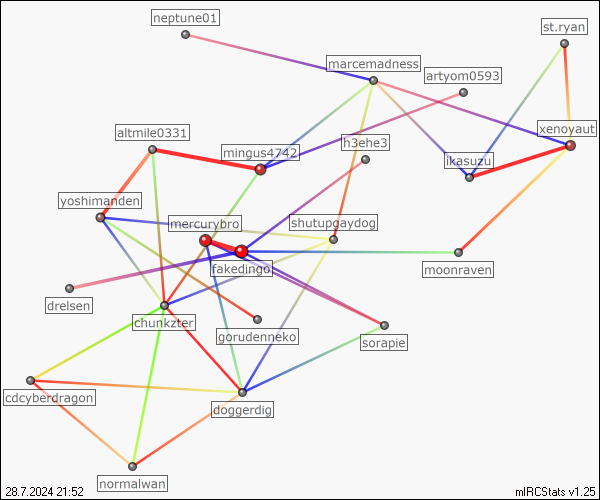 neptune01
st.ryan
marcemadness
artyom0593
altmile0331
xenoyaut
mingus4742
h3ehe3
ikasuzu
yoshimanden
mercurybro
shutupgaydog
fakedingo
moonraven
drelsen
chunkzter
gorudenneko
sorapie
cdcyberdragon
doggerdig
normalwan
28.7.2024 21:52
mIRCStats v1.25